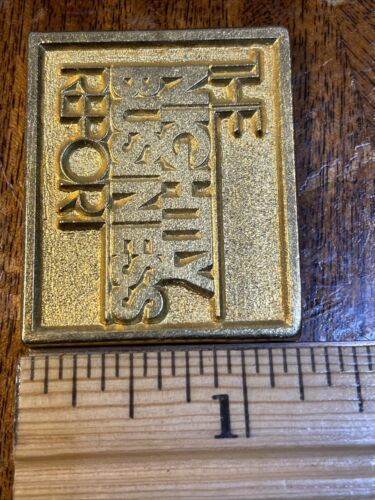 THE
NIGHTLY
BUSINESS
REPORT
1